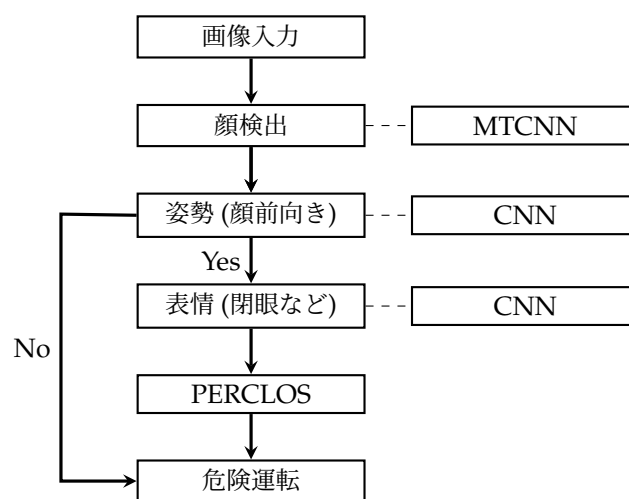 画像入力
顔検出
MTCNN
姿勢 (顔前向き)
CNN
Yes
表情 (閉眼など)
CNN
No
PERCLOS
危険運転